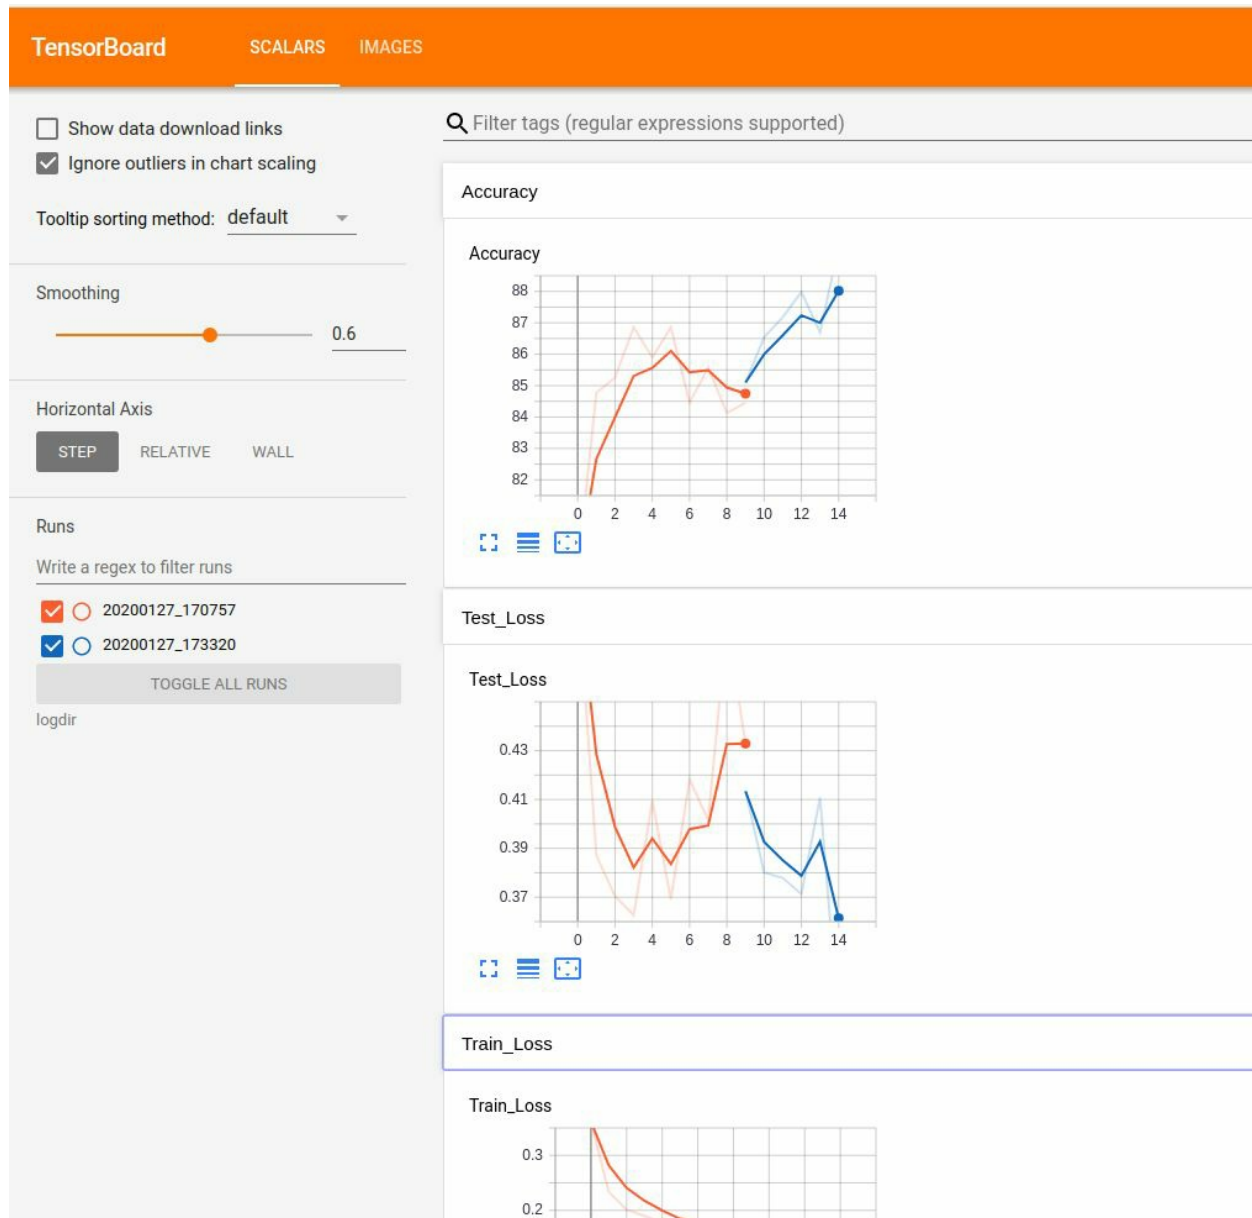 TensorBoard SCALARS IMAGES
Show data download links
Ignore outliers in chart scaling
Tooltip sorting method: default
Smoothing
0.6
Horizontal Axis
STEP RELATIVE WALL
Runs
Write a regex to filter runs
20200127_170757
20200127_173320
TOGGLE ALL RUNS
logdir
Filter tags (regular expressions supported)
Accuracy
Accuracy
88
87
86
85
84
83
82
0 2 4 6 8 10 12 14
Test_Loss
Test_Loss
0.43
0.41
0.39
0.37
0 2 4 6 8 10 12 14
Train_Loss
Train_Loss
0.3
0.2